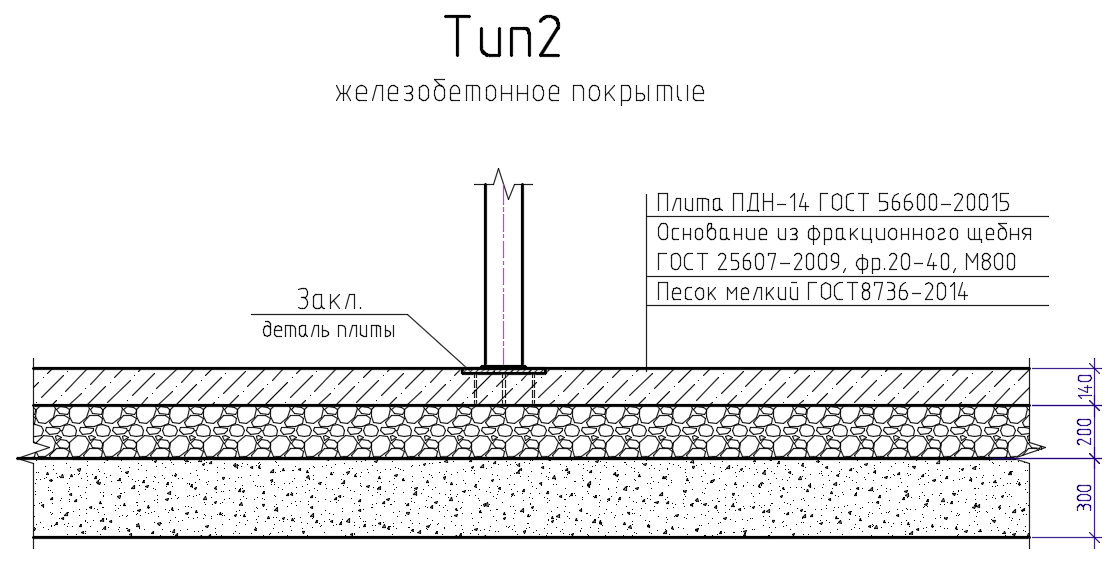 Тип2
железобетонное покрытие
Плита ПДН-14 ГОСТ 56600-20015
Основание из фракционного щебня
ГОСТ 25607-2009, фр.20-40, М800
Песок мелкий ГОСТ8736-2014
Закл.
деталь плиты
140
200
300